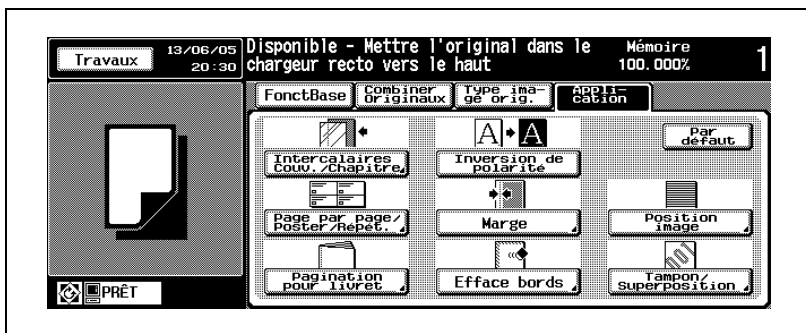 Travaux
13/06/05
20:30
Disponible - Mettre l'original dans le
chargeur recto vers le haut
Mémoire
100.000%
1
FonctBase
Combiner
Originaux
Type ima-
ge orig.
Appli-
cation
Par
défaut
Intercalaires
Couv./Chapitre
A A
Inversion de
polarité
Page par page/
Poster/Répét.
Marge
Position
image
001
Pagination
pour livret
Efface bords
Tampon/
Superposition
PRÊT